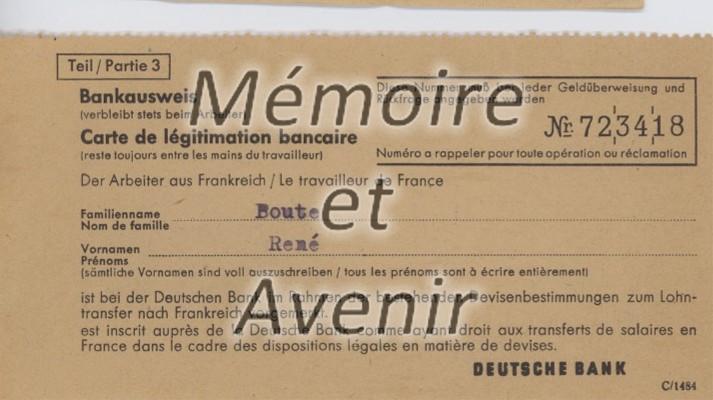 Teil / Partie 3
Bankausweis
(verbleibt stets beim Arbeiter)
Carte de légitimation bancaire
(reste toujours entre les mains du travailleur)
Diese Nummer muß bei jeder Geldüberweisung und
Rückfrage angegeben werden
Nr. 723418
Numéro a rappeler pour toute opération ou réclamation
Der Arbeiter aus Frankreich / Le travailleur de France
Familienname
Nom de famille
Boute
Vornamen
Prénoms
René
(sämtliche Vornamen sind voll auszuschreiben / tous les prénoms sont à écrire entièrement)
ist bei der Deutschen Bank im Rahmen der bestehenden Devisenbestimmungen zum Lohn-
transfer nach Frankreich vorgemerkt.
est inscrit auprès de la Deutsche Bank comme ayant droit aux transferts de salaires en
France dans le cadre des dispositions légales en matière de devises.
DEUTSCHE BANK
C/1484
Mémoire
et
Avenir